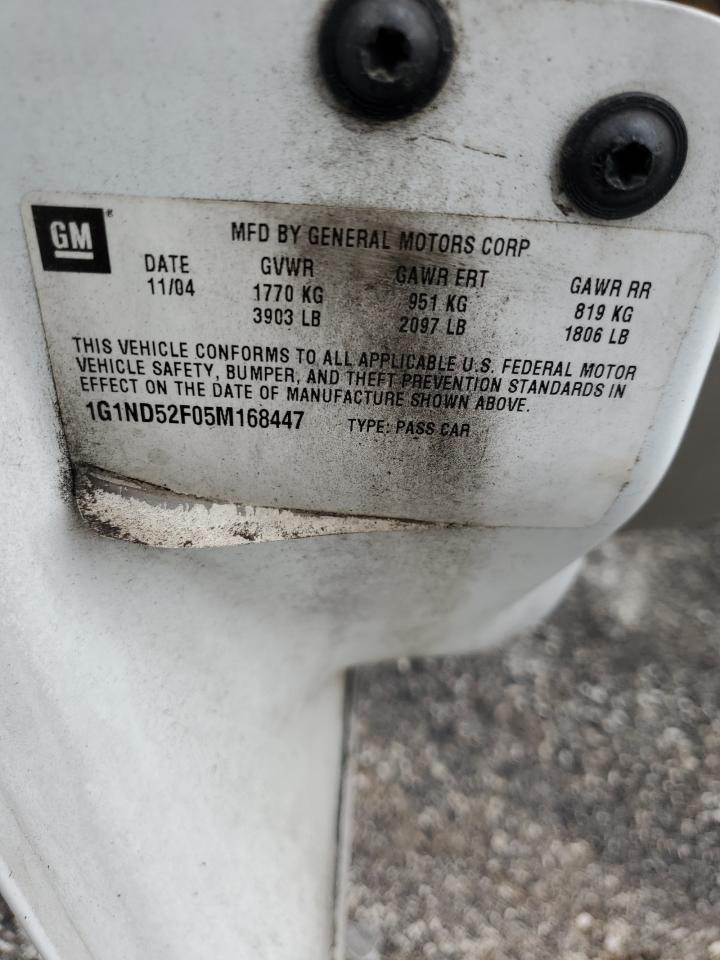 GM
MFD BY GENERAL MOTORS CORP
DATE GVWR GAWR FRT GAWR RR
11/04 1770 KG 951 KG 819 KG
3903 LB 2097 LB 1806 LB
THIS VEHICLE CONFORMS TO ALL APPLICABLE U.S. FEDERAL MOTOR
VEHICLE SAFETY, BUMPER, AND THEFT PREVENTION STANDARDS IN
EFFECT ON THE DATE OF MANUFACTURE SHOWN ABOVE.
1G1ND52F05M168447 TYPE: PASS CAR